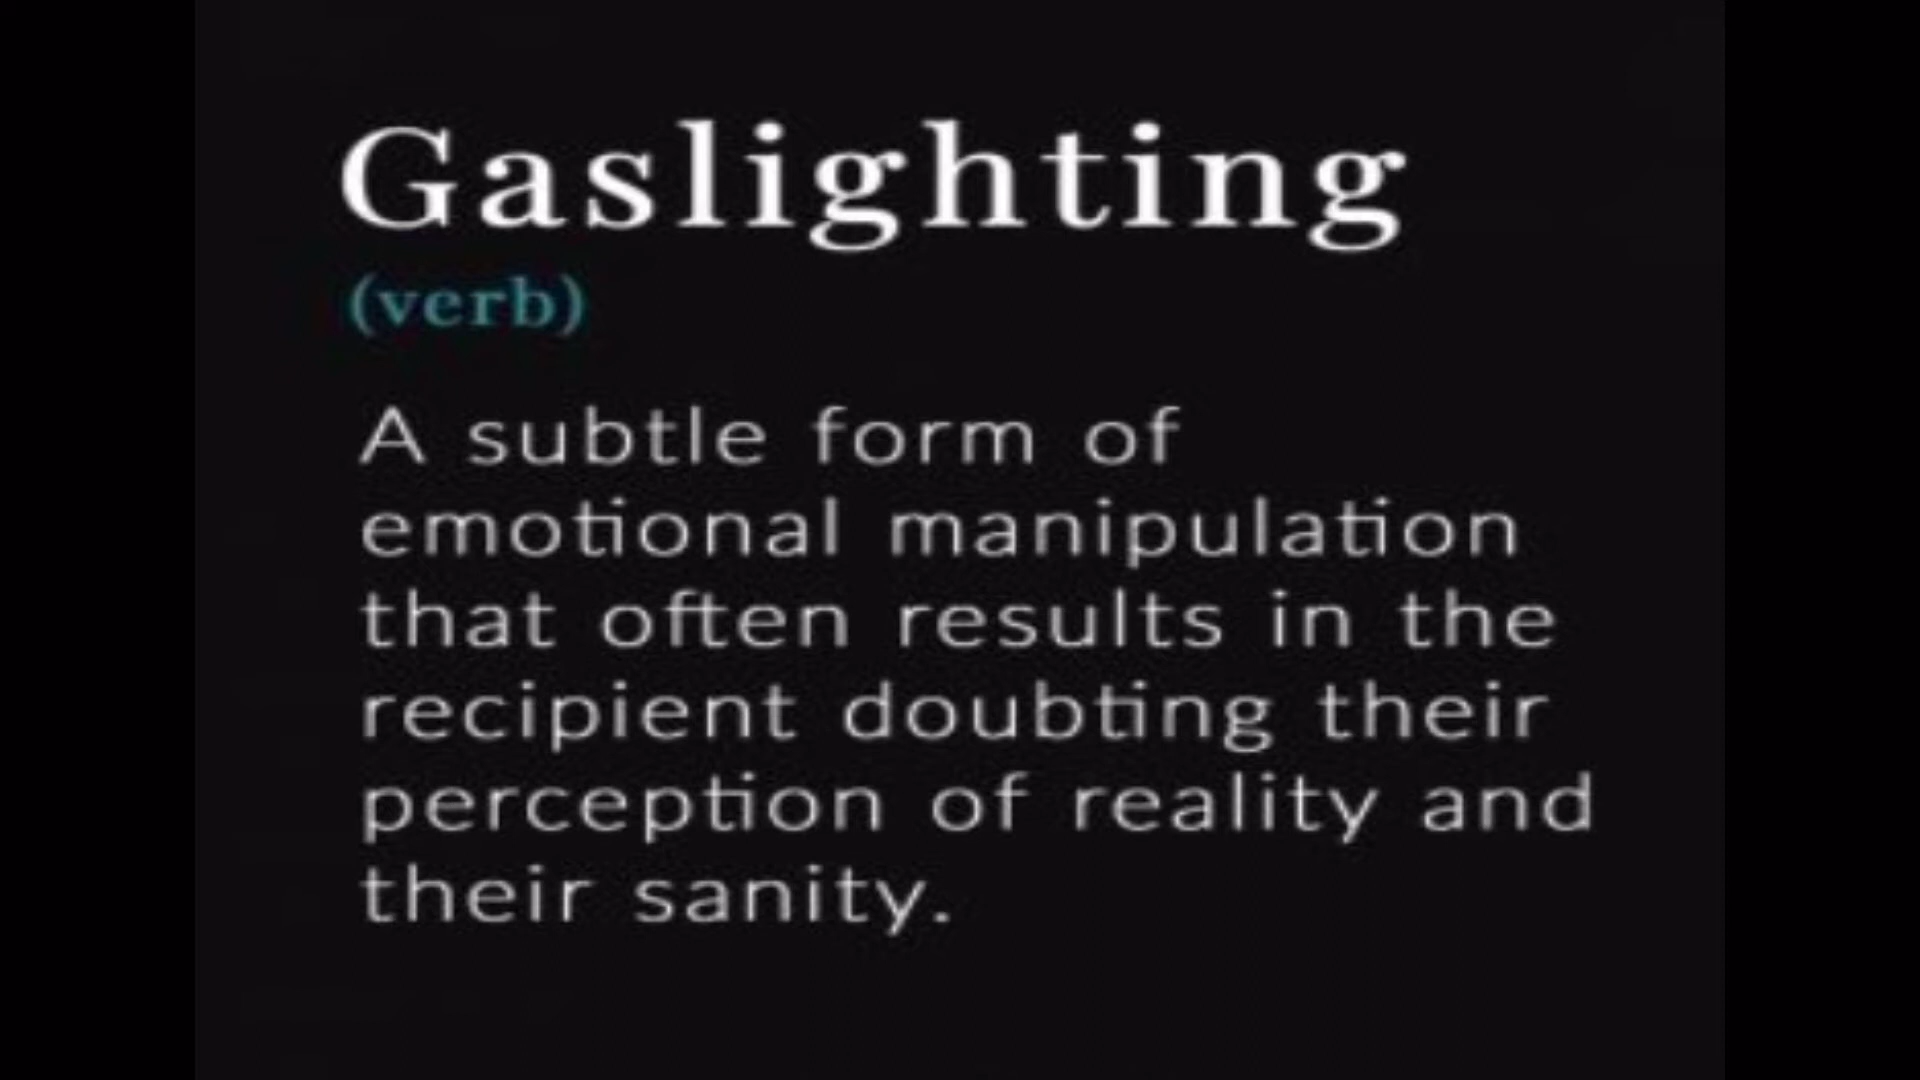 Gaslighting
(verb)
A subtle form of
emotional manipulation
that often results in the
recipient doubting their
perception of reality and
their sanity.